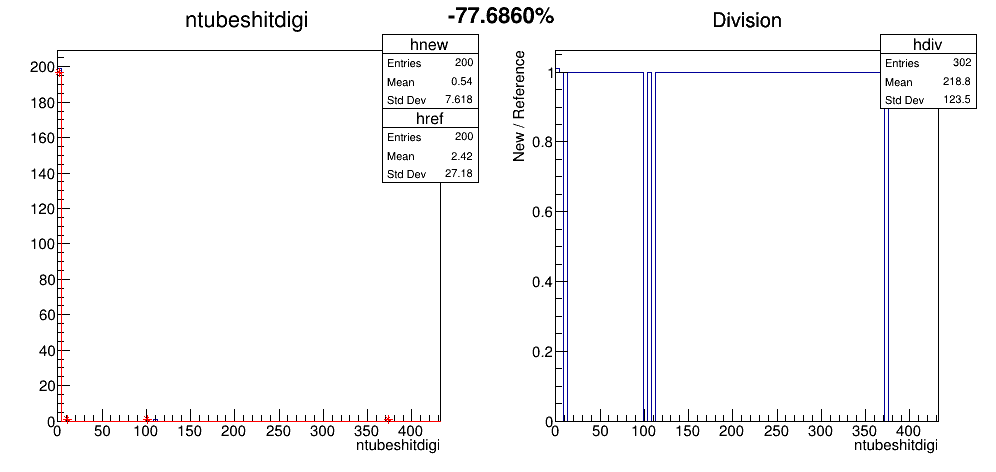 -77.6860%
ntubeshitdigi
hnew
Entries 200
Mean 0.54
Std Dev 7.618
href
Entries 200
Mean 2.42
Std Dev 27.18
200
180
160
140
120
100
80
60
40
20
0
0 50 100 150 200 250 300 350 400
ntubeshitdigi
Division
hdiv
Entries 302
Mean 218.8
Std Dev 123.5
New / Reference
1
0.8
0.6
0.4
0.2
0
0 50 100 150 200 250 300 350 400
ntubeshitdigi